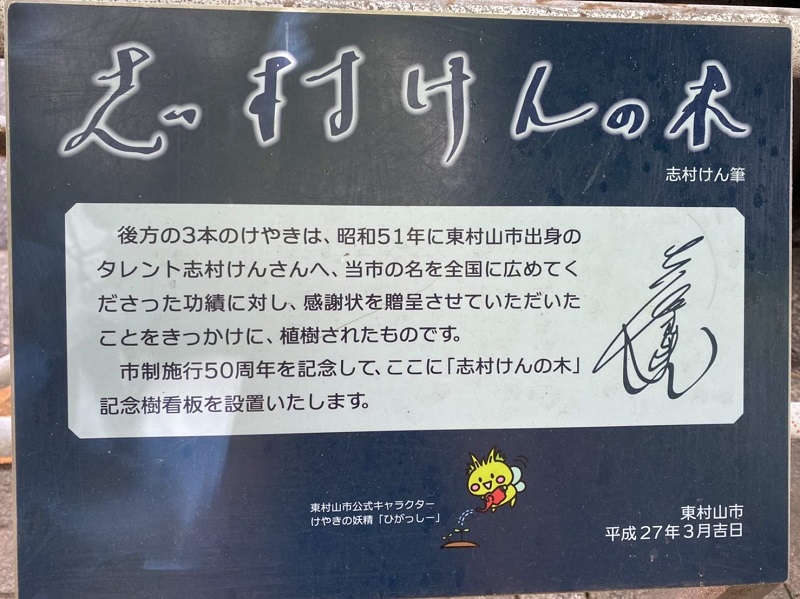 志村けんの木
志村けん筆
後方の3本のけやきは、昭和51年に東村山市出身の
タレント志村けんさんへ、当市の名を全国に広めてく
ださった功績に対し、感謝状を贈呈させていただいた
ことをきっかけに、植樹されたものです。
市制施行50周年を記念して、ここに「志村けんの木」
記念樹看板を設置いたします。
東村山市公式キャラクター
けやきの妖精「ひがっしー」
東村山市
平成27年3月吉日